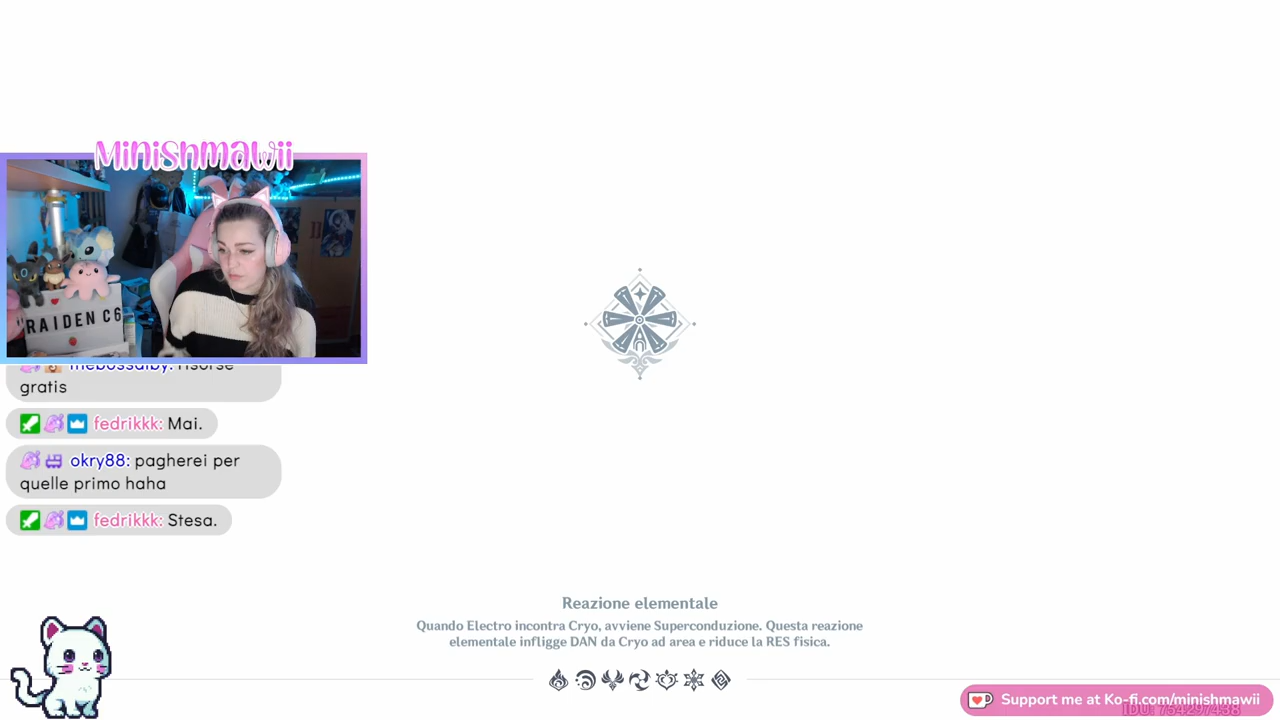 Minishmawii
RAIDEN C6
thebossalby: risorse
gratis
fedrikkk: Mai.
okry88: pagherei per
quelle primo haha
fedrikkk: Stesa.
Reazione elementale
Quando Electro incontra Cryo, avviene Superconduzione. Questa reazione
elementale infligge DAN da Cryo ad area e riduce la RES fisica.
Support me at Ko-fi.com/minishmawii